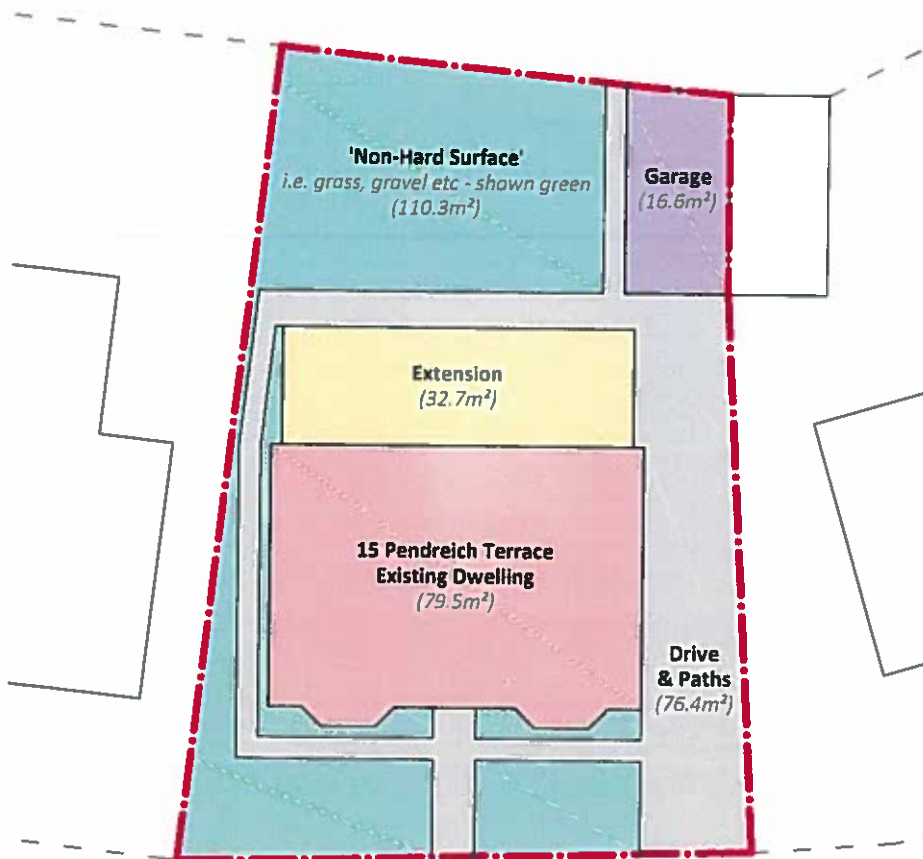 'Non-Hard Surface'
i.e. grass, gravel etc - shown green
(110.3m²)
Garage
(16.6m²)
Extension
(32.7m²)
15 Pendreich Terrace
Existing Dwelling
(79.5m²)
Drive
& Paths
(76.4m²)